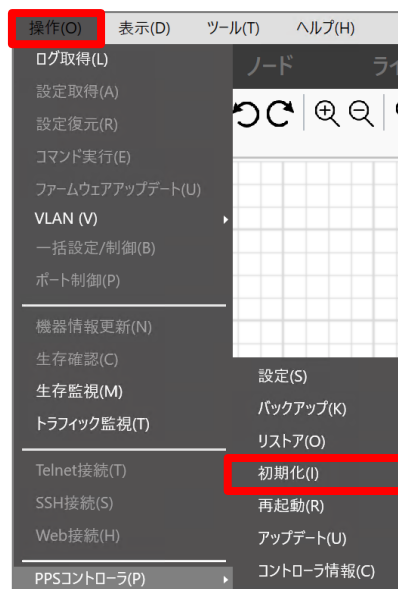 操作(O) 表示(D) ツール(T) ヘルプ(H)
ログ取得(L)
ノード
設定取得(A)
設定復元(R)
コマンド実行(E)
ファームウェアアップデート(U)
VLAN (V)
一括設定/制御(B)
ポート制御(P)
機器情報更新(N)
生存確認(C)
生存監視(M)
トラフィック監視(T)
Telnet接続(T)
SSH接続(S)
Web接続(H)
PPSコントローラ(P)
設定(S)
バックアップ(K)
リストア(O)
初期化(I)
再起動(R)
アップデート(U)
コントローラ情報(C)